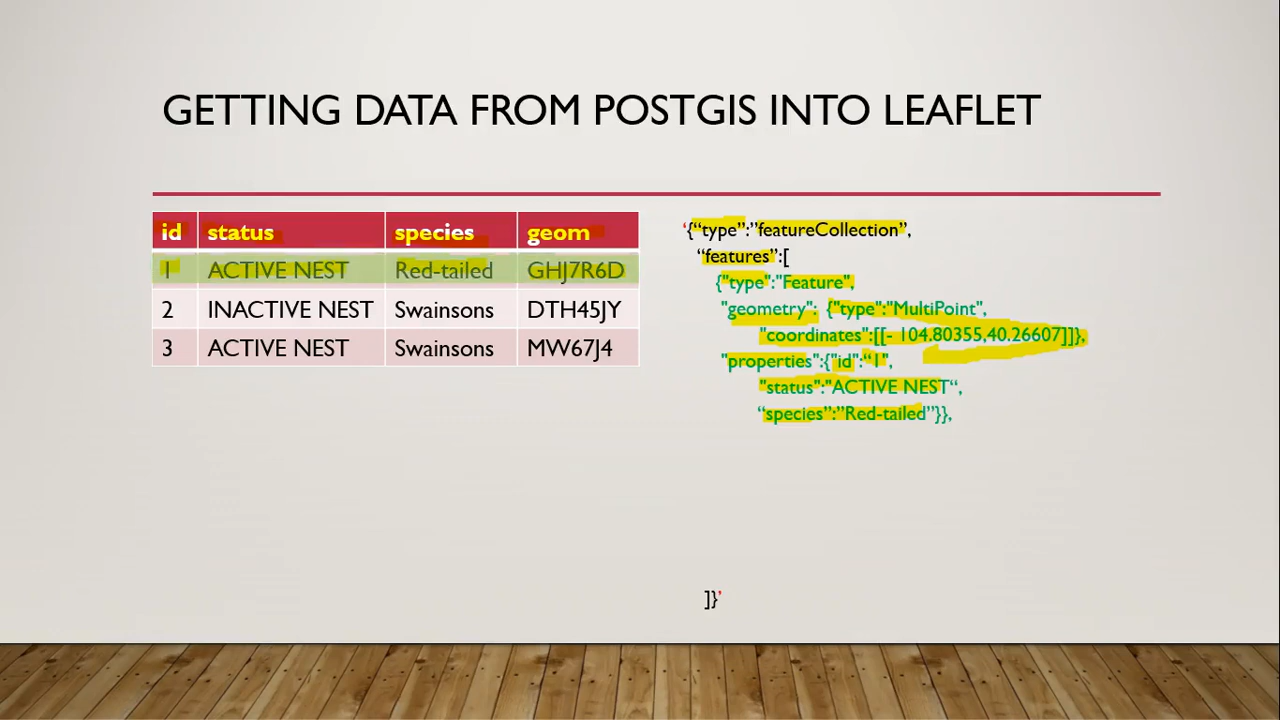 GETTING DATA FROM POSTGIS INTO LEAFLET
id status species geom
1 ACTIVE NEST Red-tailed GHJ7R6D
2 INACTIVE NEST Swainsons DTH45JY
3 ACTIVE NEST Swainsons MW67J4
‘{“type”:”featureCollection”,
“features”:[
{"type":"Feature",
"geometry": {"type":"MultiPoint",
"coordinates":[[- 104.80355,40.26607]]},
"properties":{"id":“1",
"status":"ACTIVE NEST“,
“species”:”Red-tailed”}},
]}’